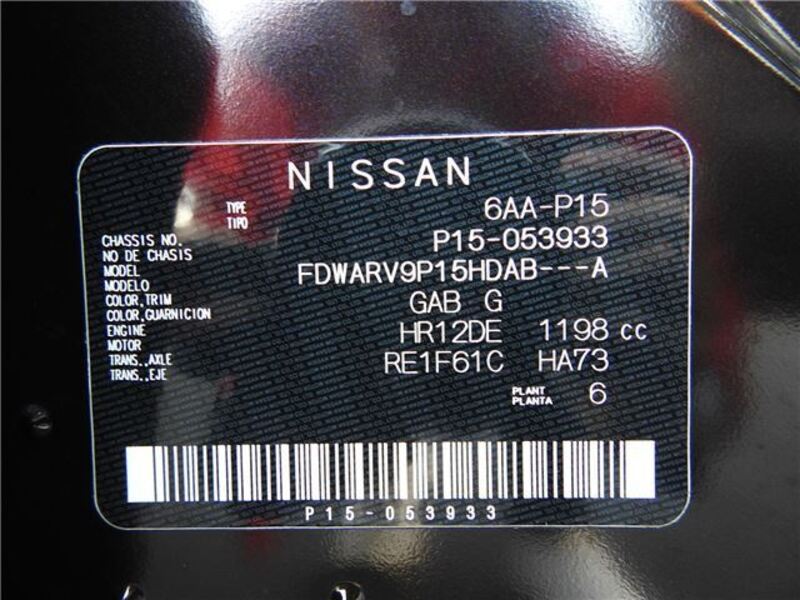 NISSAN
TYPE 6AA-P15
TIPO
CHASSIS NO. P15-053933
NO DE CHASIS
MODEL FDWARV9P15HDAB---A
MODELO
COLOR,TRIM GAB G
COLOR,GUARNICION
ENGINE HR12DE 1198 cc
MOTOR
TRANS.,AXLE RE1F61C HA73
TRANS.,EJE
PLANT 6
PLANTA
P15-053933